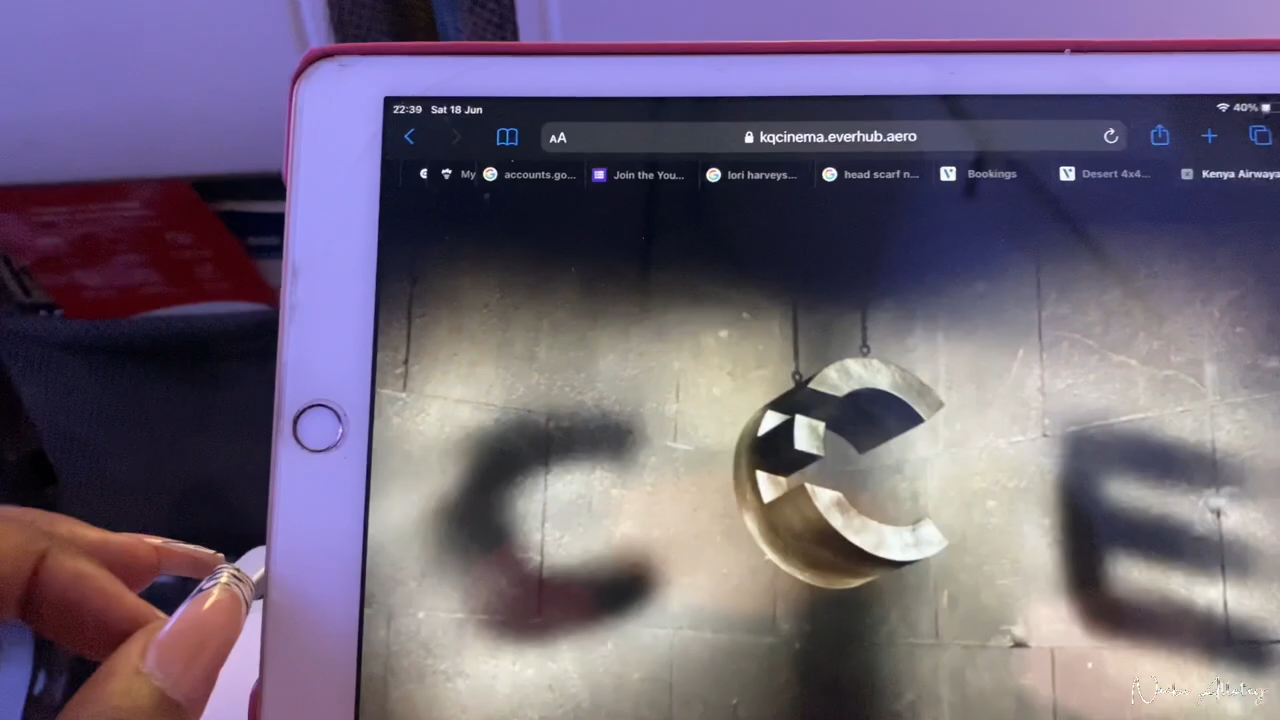 22:39 Sat 18 Jun 40%
AA kqcinema.everhub.aero
My accounts.go... Join the You... lori harveys... head scarf n... Bookings Desert 4x4... Kenya Airways
C C E